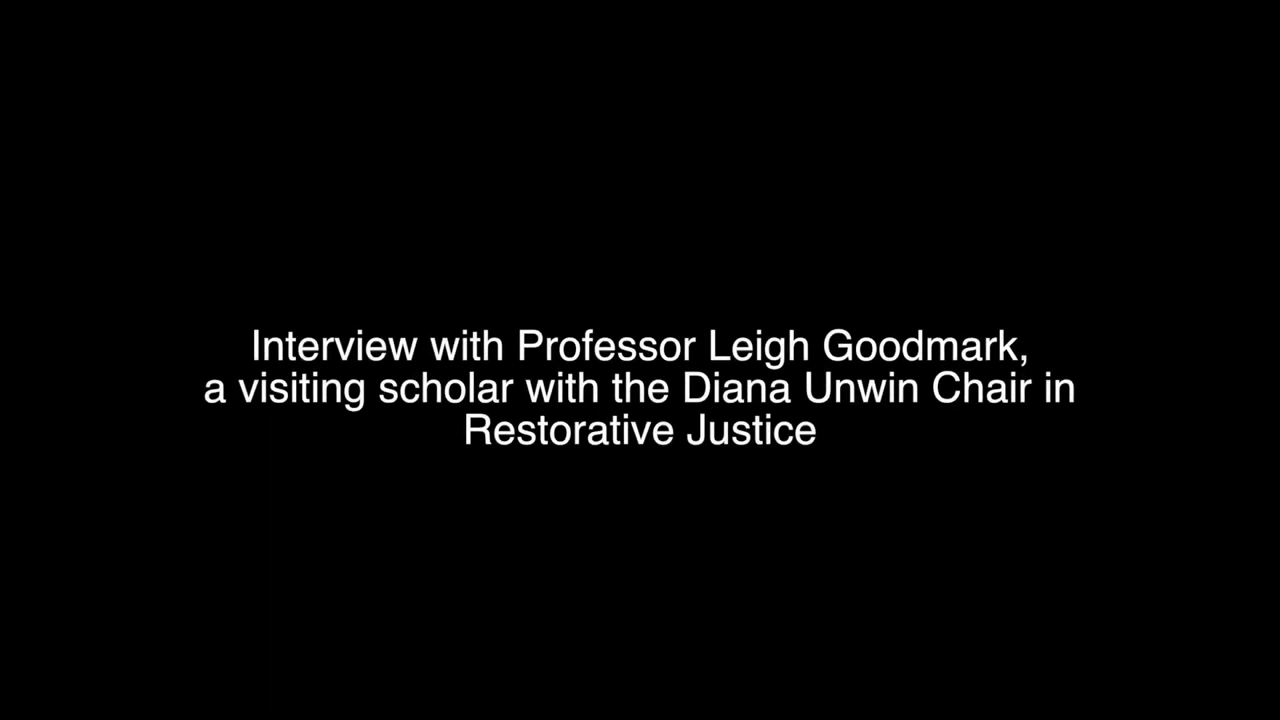 Interview with Professor Leigh Goodmark,
a visiting scholar with the Diana Unwin Chair in
Restorative Justice